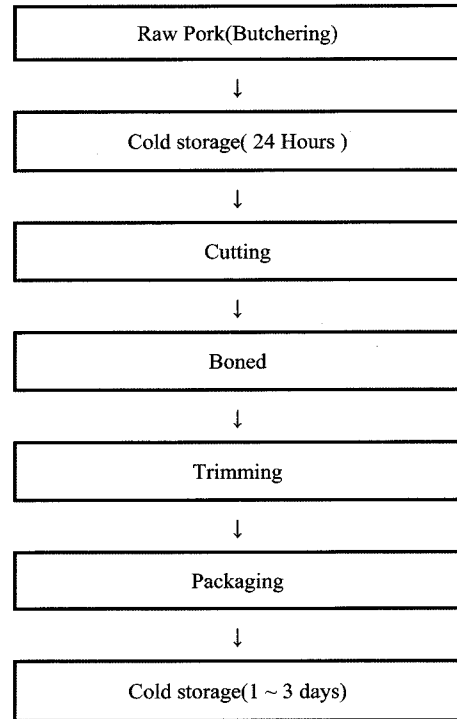 Raw Pork(Butchering)
↓
Cold storage( 24 Hours )
↓
Cutting
↓
Boned
↓
Trimming
↓
Packaging
↓
Cold storage(1 ~ 3 days)